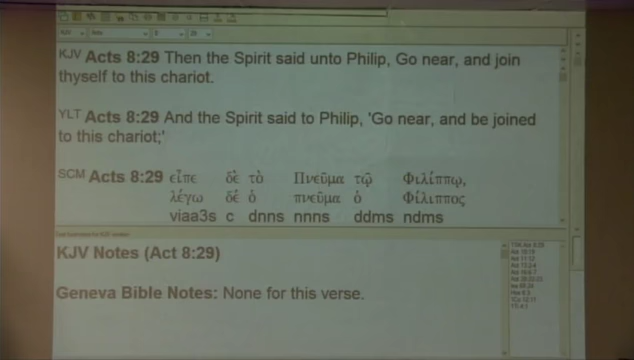 KJV Acts 8:29 Then the Spirit said unto Philip, Go near, and join
thyself to this chariot.
YLT Acts 8:29 And the Spirit said to Philip, 'Go near, and be joined
to this chariot;'
SCM Acts 8:29 εἶπε δὲ τὸ Πνεῦμα τῷ Φιλίππῳ,
λέγω δέ ὁ πνεῦμα ὁ Φίλιππος
viaa3s c dnns nnns ddms ndms
KJV Notes (Act 8:29)
Geneva Bible Notes: None for this verse.